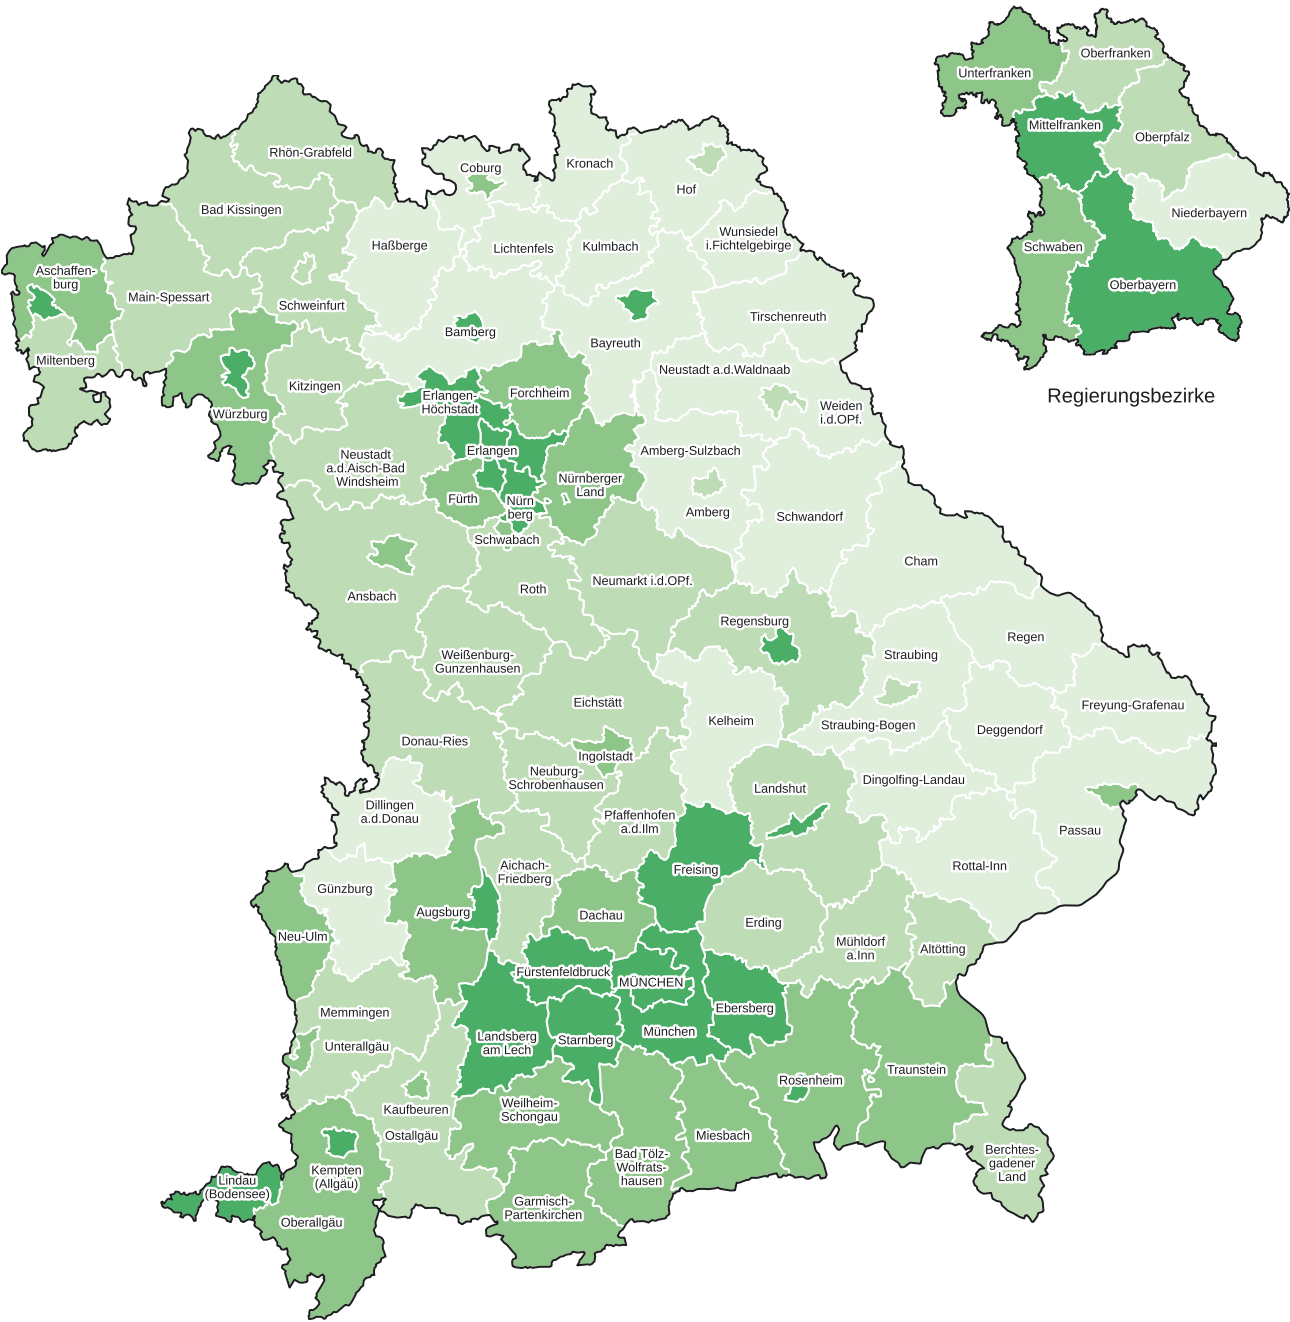 Oberfranken
Unterfranken
Mittelfranken
Oberpfalz
Niederbayern
Schwaben
Oberbayern
Regierungsbezirke
Rhön-Grabfeld
Coburg
Kronach
Hof
Bad Kissingen
Wunsiedel
i.Fichtelgebirge
Haßberge
Lichtenfels
Kulmbach
Aschaffen-
burg
Main-Spessart
Schweinfurt
Tirschenreuth
Bamberg
Bayreuth
Miltenberg
Neustadt a.d.Waldnaab
Kitzingen
Forchheim
Erlangen-
Höchstadt
Weiden
i.d.OPf.
Würzburg
Neustadt
a.d.Aisch-Bad
Windsheim
Erlangen
Amberg-Sulzbach
Nürnberger
Land
Fürth
Nürn
berg
Amberg
Schwandorf
Schwabach
Cham
Neumarkt i.d.OPf.
Roth
Ansbach
Regensburg
Regen
Weißenburg-
Gunzenhausen
Straubing
Eichstätt
Freyung-Grafenau
Kelheim
Straubing-Bogen
Deggendorf
Donau-Ries
Ingolstadt
Neuburg-
Schrobenhausen
Dingolfing-Landau
Landshut
Dillingen
a.d.Donau
Pfaffenhofen
a.d.Ilm
Passau
Aichach-
Friedberg
Freising
Rottal-Inn
Günzburg
Augsburg
Dachau
Erding
Neu-Ulm
Mühldorf
a.Inn
Altötting
Fürstenfeldbruck
MÜNCHEN
Memmingen
Ebersberg
Landsberg
am Lech
Starnberg
München
Unterallgäu
Traunstein
Rosenheim
Kaufbeuren
Weilheim-
Schongau
Ostallgäu
Miesbach
Bad Tölz-
Wolfrats-
hausen
Berchtes-
gadener
Land
Kempten
(Allgäu)
Lindau
(Bodensee)
Garmisch-
Partenkirchen
Oberallgäu